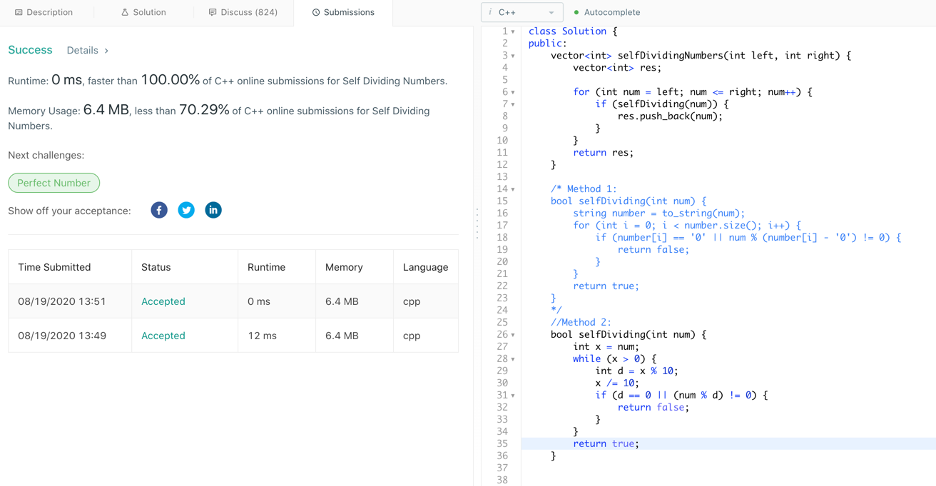 Description Solution Discuss (824) Submissions
Success Details ›
Runtime: 0 ms, faster than 100.00% of C++ online submissions for Self Dividing Numbers.
Memory Usage: 6.4 MB, less than 70.29% of C++ online submissions for Self Dividing
Numbers.
Next challenges:
Perfect Number
Show off your acceptance:
Time Submitted Status Runtime Memory Language
08/19/2020 13:51 Accepted 0 ms 6.4 MB cpp
08/19/2020 13:49 Accepted 12 ms 6.4 MB cpp
i C++ Autocomplete
1 class Solution {
2 public:
3 vector<int> selfDividingNumbers(int left, int right) {
4 vector<int> res;
5
6 for (int num = left; num <= right; num++) {
7 if (selfDividing(num)) {
8 res.push_back(num);
9 }
10 }
11 return res;
12 }
13
14 /* Method 1:
15 bool selfDividing(int num) {
16 string number = to_string(num);
17 for (int i = 0; i < number.size(); i++) {
18 if (number[i] == '0' || num % (number[i] - '0') != 0) {
19 return false;
20 }
21 }
22 return true;
23 }
24 */
25 //Method 2:
26 bool selfDividing(int num) {
27 int x = num;
28 while (x > 0) {
29 int d = x % 10;
30 x /= 10;
31 if (d == 0 || (num % d) != 0) {
32 return false;
33 }
34 }
35 return true;
36 }
37
38